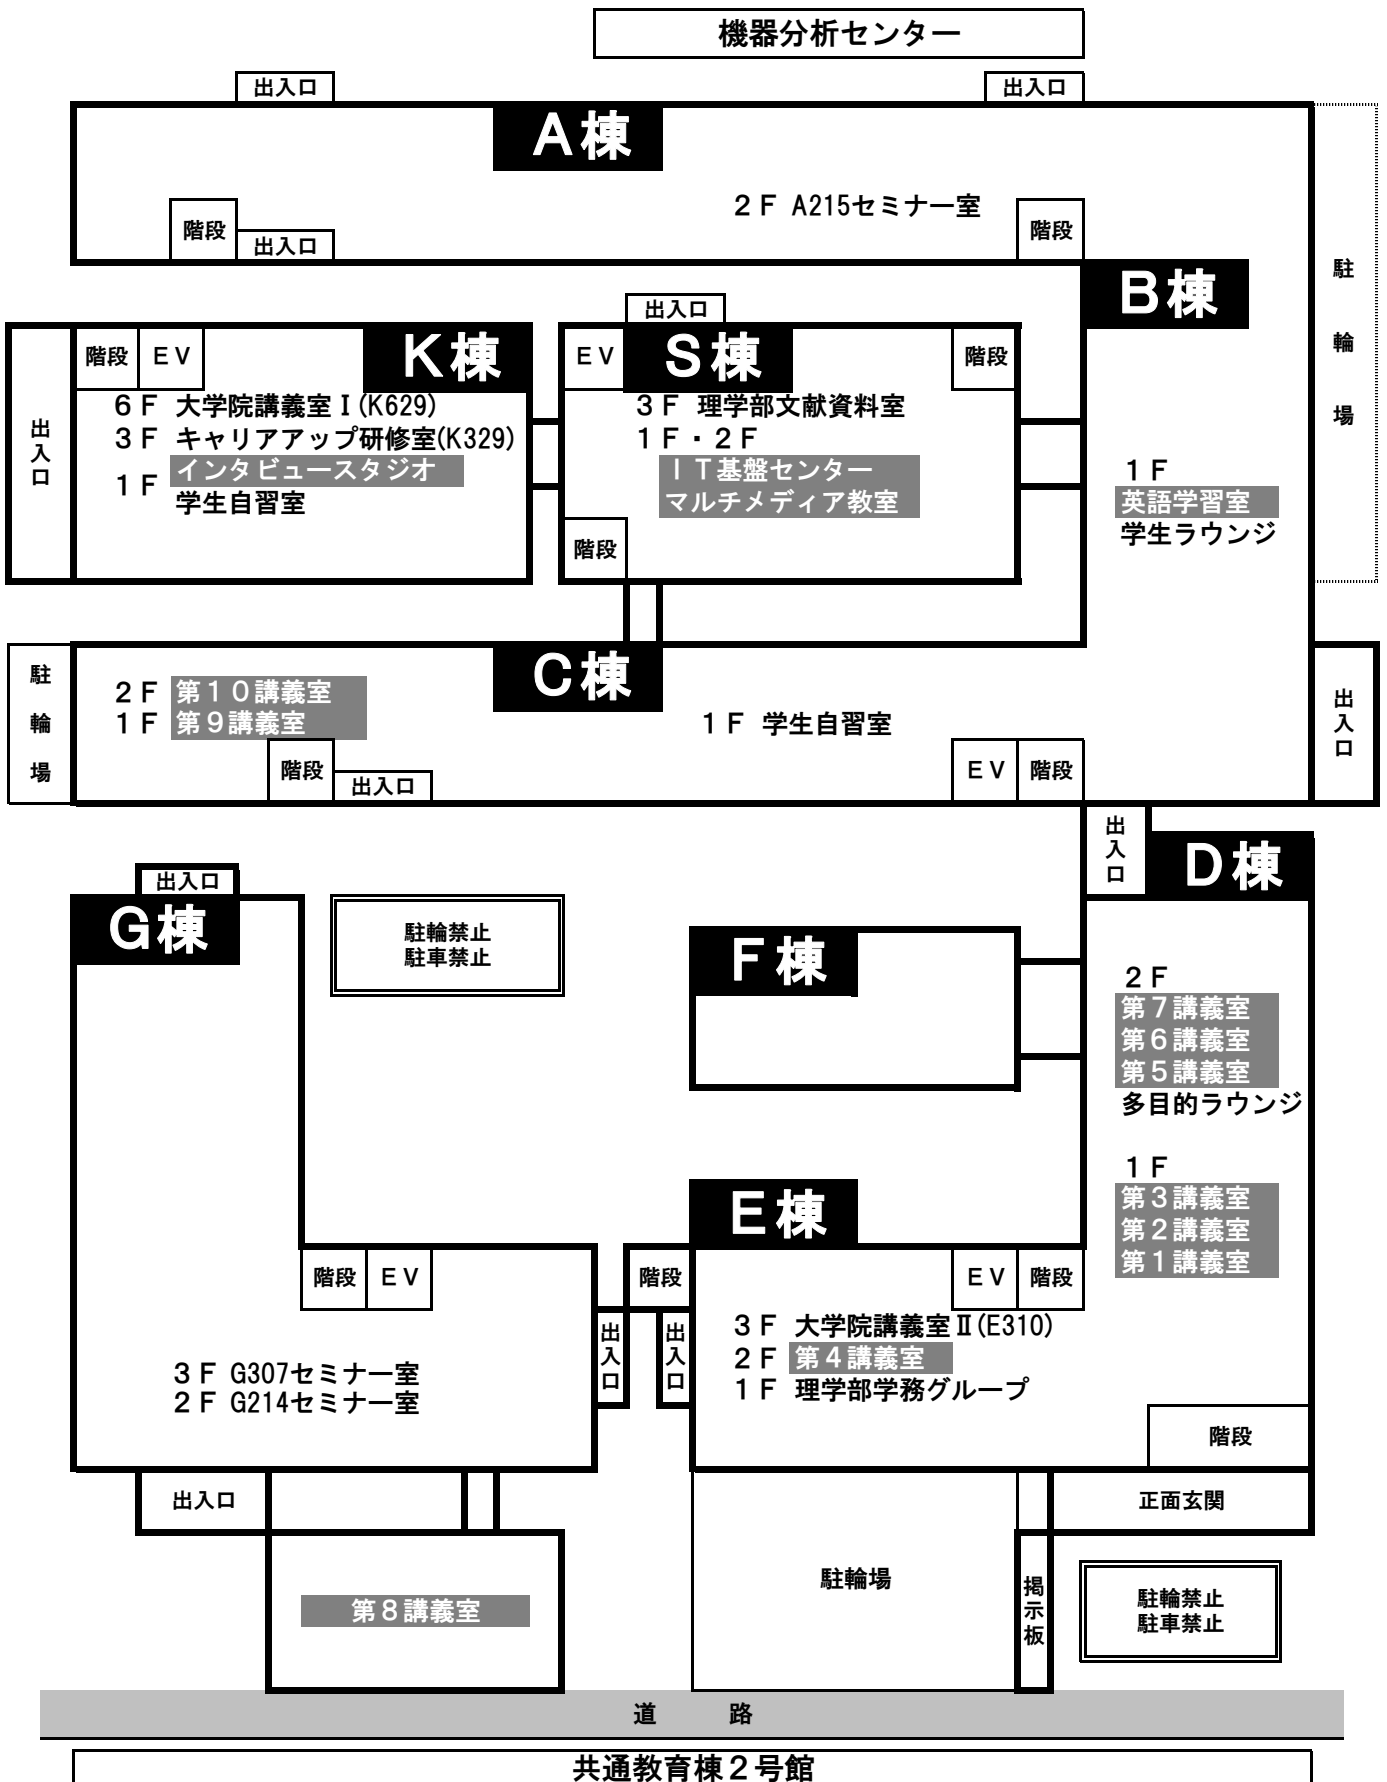 機器分析センター
出入口
出入口
A棟
2F A215セミナー室
階段
出入口
階段
B棟
駐輪場
出入口
階段
EV
K棟
6F 大学院講義室Ⅰ(K629)
3F キャリアアップ研修室(K329)
1F
インタビュースタジオ
学生自習室
出入口
EV
S棟
階段
3F 理学部文献資料室
1F・2F
IT基盤センター
マルチメディア教室
階段
1F
英語学習室
学生ラウンジ
駐輪場
C棟
2F 第10講義室
1F 第9講義室
1F 学生自習室
階段
出入口
EV
階段
出入口
出入口
D棟
出入口
G棟
駐輪禁止
駐車禁止
F棟
2F
第7講義室
第6講義室
第5講義室
多目的ラウンジ
1F
第3講義室
第2講義室
第1講義室
E棟
階段
EV
階段
EV
階段
出入口
出入口
3F 大学院講義室Ⅱ(E310)
2F 第4講義室
1F 理学部学務グループ
3F G307セミナー室
2F G214セミナー室
階段
出入口
正面玄関
第8講義室
駐輪場
掲示板
駐輪禁止
駐車禁止
道路
共通教育棟2号館